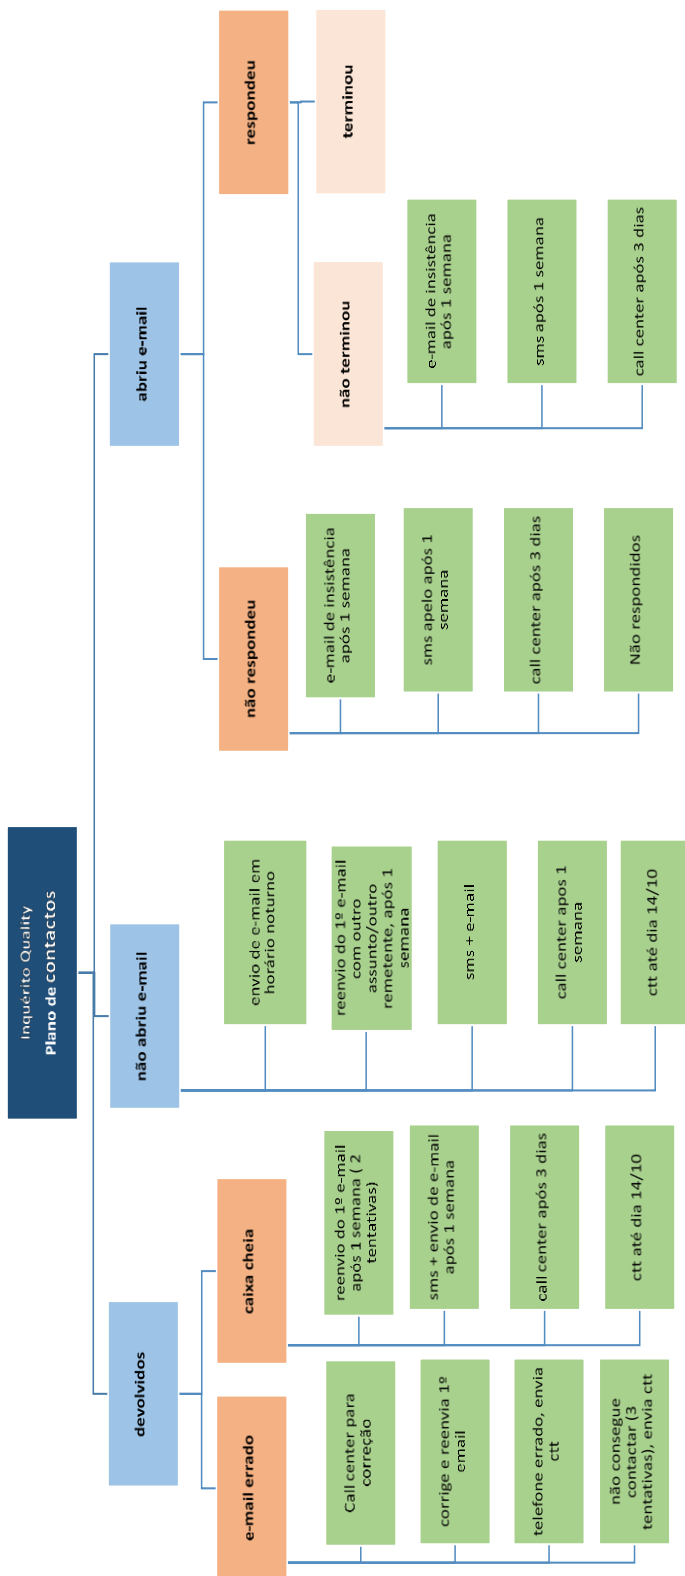 Inquérito Quality
Plano de contactos
devolvidos
e-mail errado
Call center para
correção
corrige e reenvia 1º
email
telefone errado, envia
ctt
não consegue
contactar (3
tentativas), envia ctt
caixa cheia
reenvio do 1º e-mail
após 1 semana ( 2
tentativas)
sms + envio de e-mail
após 1 semana
call center após 3 dias
ctt até dia 14/10
não abriu e-mail
envio de e-mail em
horário noturno
reenvio do 1º e-mail
com outro
assunto/outro
remetente, após 1
semana
sms + e-mail
call center apos 1
semana
ctt até dia 14/10
abriu e-mail
não respondeu
e-mail de insistência
após 1 semana
sms apelo após 1
semana
call center após 3 dias
Não respondidos
respondeu
não terminou
e-mail de insistência
após 1 semana
sms após 1 semana
call center após 3 dias
terminou